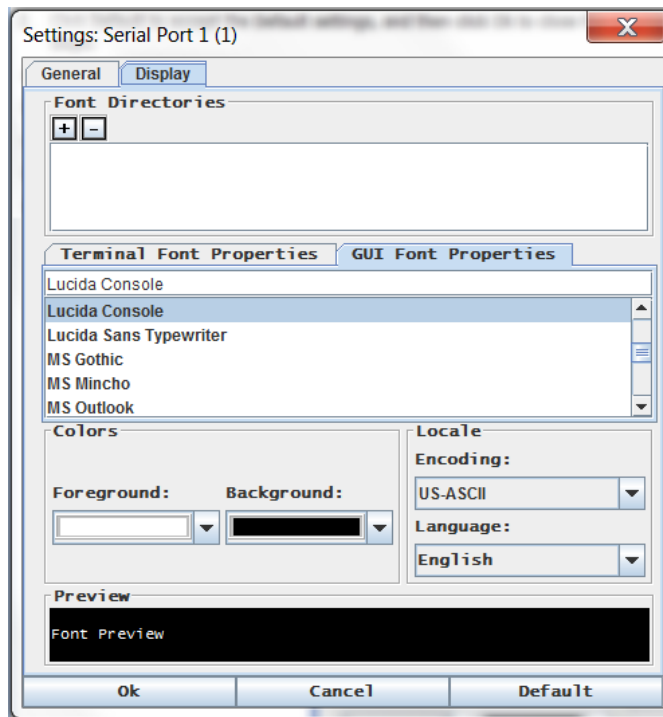 Settings: Serial Port 1 (1)
X
General Display
Font Directories
+ -
Terminal Font Properties GUI Font Properties
Lucida Console
Lucida Console
Lucida Sans Typewriter
MS Gothic
MS Mincho
MS Outlook
Colors Locale
Encoding:
Foreground: Background: US-ASCII
Language:
English
Preview
Font Preview
Ok Cancel Default